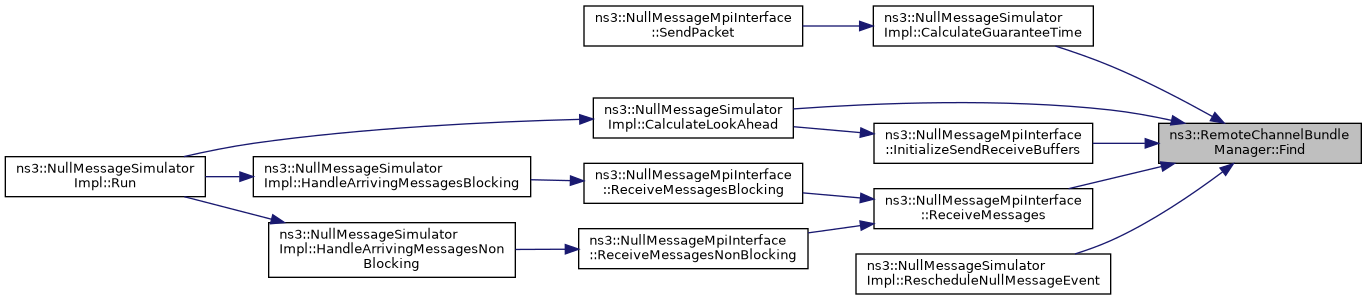 ns3::NullMessageMpiInterface
::SendPacket
ns3::NullMessageSimulator
Impl::CalculateGuaranteeTime
ns3::NullMessageSimulator
Impl::CalculateLookAhead
ns3::NullMessageMpiInterface
::InitializeSendReceiveBuffers
ns3::RemoteChannelBundle
Manager::Find
ns3::NullMessageSimulator
Impl::Run
ns3::NullMessageSimulator
Impl::HandleArrivingMessagesBlocking
ns3::NullMessageMpiInterface
::ReceiveMessagesBlocking
ns3::NullMessageMpiInterface
::ReceiveMessages
ns3::NullMessageSimulator
Impl::HandleArrivingMessagesNon
Blocking
ns3::NullMessageMpiInterface
::ReceiveMessagesNonBlocking
ns3::NullMessageSimulator
Impl::RescheduleNullMessageEvent